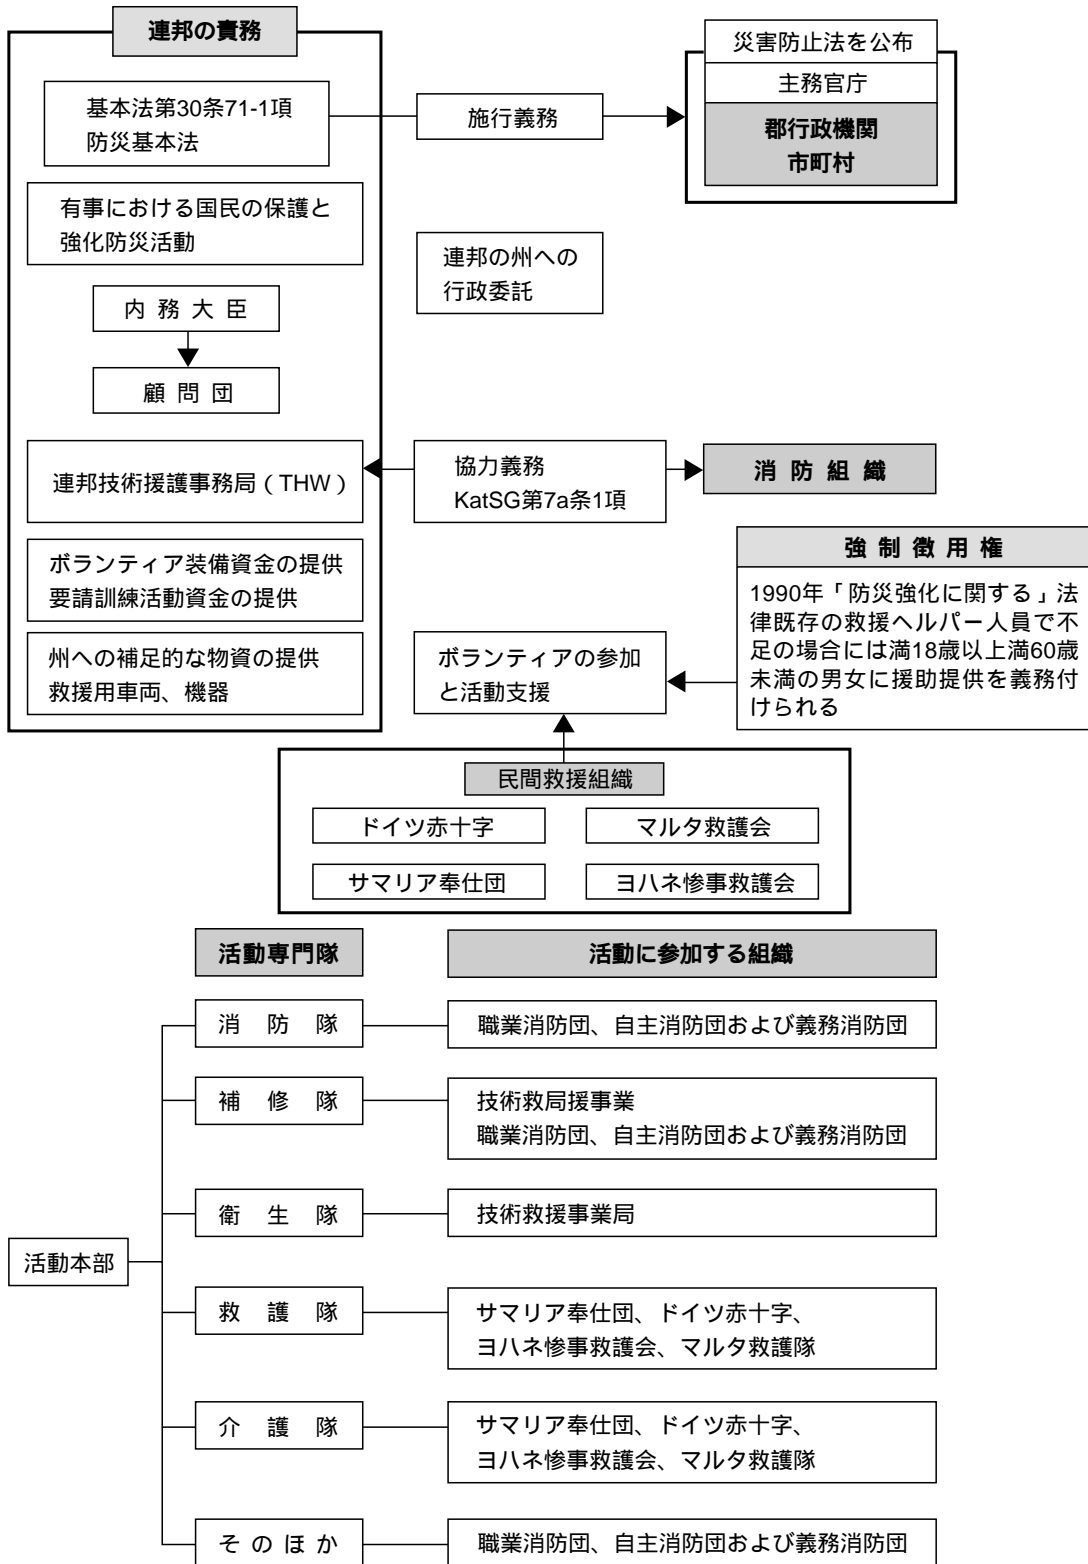 連邦の責務
基本法第30条71-1項
防災基本法
有事における国民の保護と
強化防災活動
内務大臣
顧問団
連邦技術援護事務局(THW)
ボランティア装備資金の提供
要請訓練活動資金の提供
州への補足的な物資の提供
救援用車両、機器
施行義務
災害防止法を公布
主務官庁
郡行政機関
市町村
連邦の州への
行政委託
協力義務
KatSG第7a条1項
消防組織
強制徴用権
1990年「防災強化に関する」法
律既存の救援ヘルパー人員で不
足の場合には満18歳以上満60歳
未満の男女に援助提供を義務付
けられる
ボランティアの参加
と活動支援
民間救援組織
ドイツ赤十字
マルタ救護会
サマリア奉仕団
ヨハネ惨事救護会
活動専門隊
活動に参加する組織
活動本部
消防隊
職業消防団、自主消防団および義務消防団
補修隊
技術救局援事業
職業消防団、自主消防団および義務消防団
衛生隊
技術救援事業局
救護隊
サマリア奉仕団、ドイツ赤十字、
ヨハネ惨事救護会、マルタ救護隊
介護隊
サマリア奉仕団、ドイツ赤十字、
ヨハネ惨事救護会、マルタ救護隊
そのほか
職業消防団、自主消防団および義務消防団